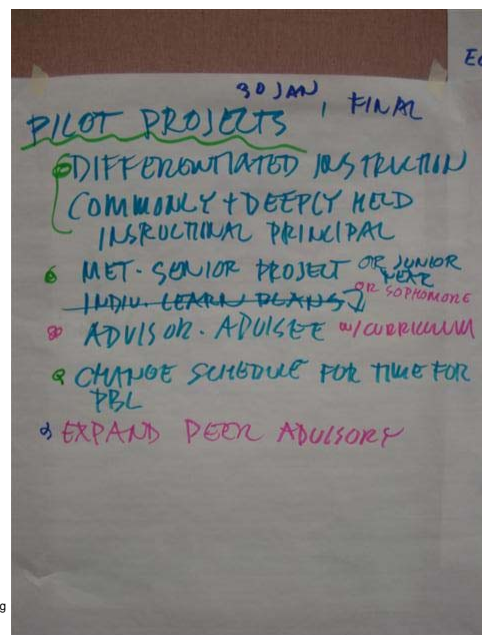 30 JAN, FINAL
Ed
PILOT PROJECTS
DIFFERENTIATED INSTRUCTION
COMMONLY + DEEPLY HELD
INSRUCTIONAL PRINCIPAL
MET. SENIOR PROJECT OR JUNIOR YEAR
OR SOPHOMORE
INDIV. LEARN PLANS
ADVISOR. ADVISEE w/CURRICULUM
CHANGE SCHEDULE FOR TIME FOR
PBL
EXPAND PEER ADVISORY
g